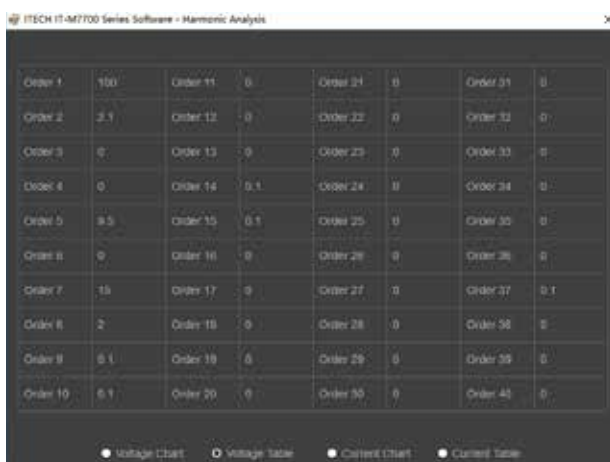 ITECH IT-M7700 Series Software - Harmonic Analysis
Order 1 100 Order 11 0 Order 21 0 Order 31 0
Order 2 2.1 Order 12 0 Order 22 0 Order 32 0
Order 3 0 Order 13 0 Order 23 0 Order 33 0
Order 4 0 Order 14 0.1 Order 24 0 Order 34 0
Order 5 9.5 Order 15 0.1 Order 25 0 Order 35 0
Order 6 0 Order 16 0 Order 26 0 Order 36 0
Order 7 15 Order 17 0 Order 27 0 Order 37 0.1
Order 8 2 Order 18 0 Order 28 0 Order 38 0
Order 9 0.1 Order 19 0 Order 29 0 Order 39 0
Order 10 0.1 Order 20 0 Order 30 0 Order 40 0
Voltage Chart Voltage Table Current Chart Current Table